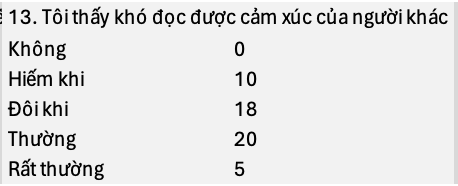 13. Tôi thấy khó đọc được cảm xúc của người khác
Không 0
Hiếm khi 10
Đôi khi 18
Thường 20
Rất thường 5